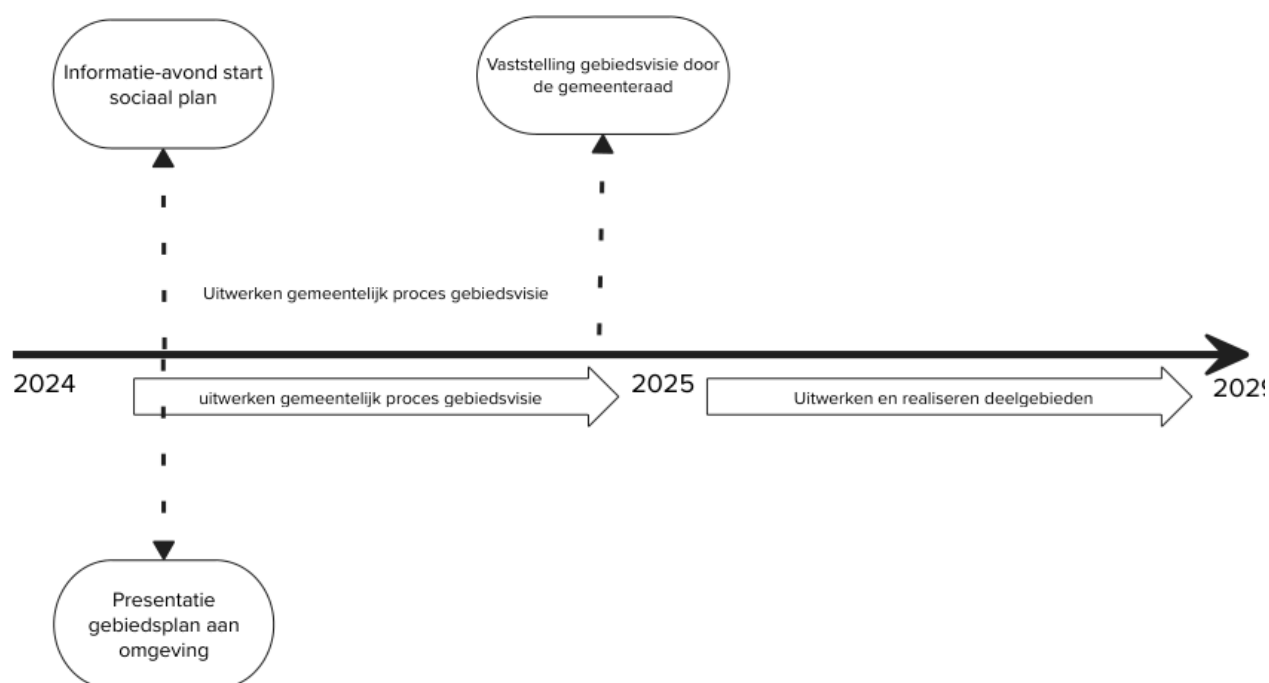 Informatie-avond start
sociaal plan
Vaststelling gebiedsvisie door
de gemeenteraad
Uitwerken gemeentelijk proces gebiedsvisie
2024
uitwerken gemeentelijk proces gebiedsvisie
2025
Uitwerken en realiseren deelgebieden
2029
Presentatie
gebiedsplan aan
omgeving